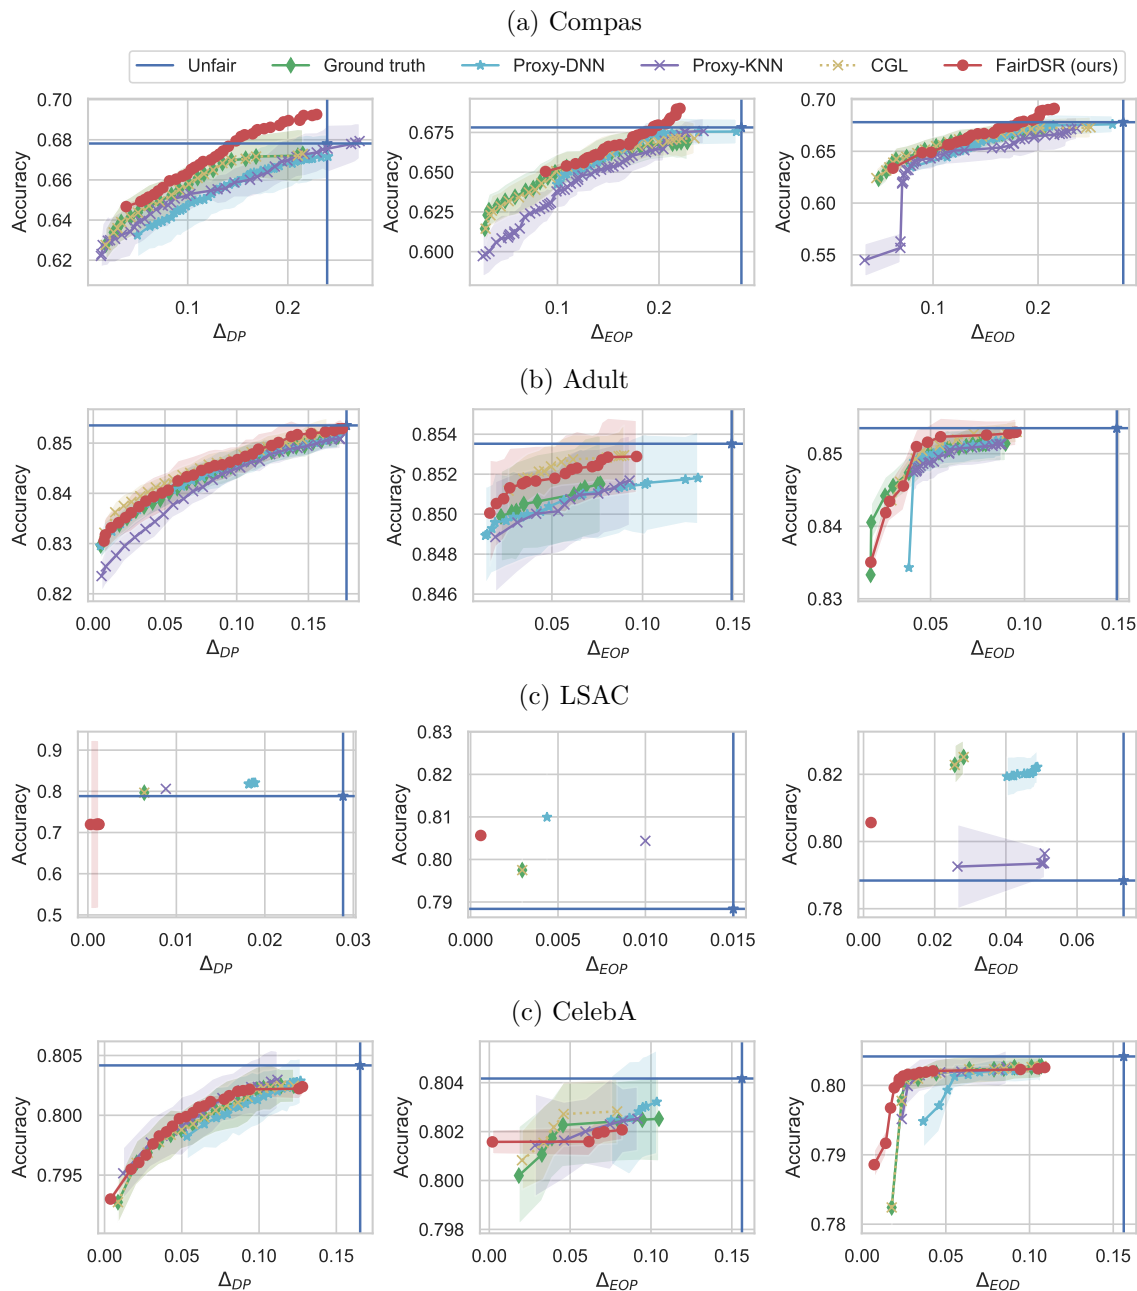 (a) Compas
Unfair Ground truth Proxy-DNN Proxy-KNN CGL FairDSR (ours)
0.70 0.68 0.66 0.64 0.62
Accuracy
0.1 0.2
Δ_DP
0.675 0.650 0.625 0.600
Accuracy
0.1 0.2
Δ_EOP
0.70 0.65 0.60 0.55
Accuracy
0.1 0.2
Δ_EOD
(b) Adult
0.85 0.84 0.83 0.82
Accuracy
0.00 0.05 0.10 0.15
Δ_DP
0.854 0.852 0.850 0.848 0.846
Accuracy
0.05 0.10 0.15
Δ_EOP
0.85 0.84 0.83
Accuracy
0.05 0.10 0.15
Δ_EOD
(c) LSAC
0.9 0.8 0.7 0.6 0.5
Accuracy
0.00 0.01 0.02 0.03
Δ_DP
0.83 0.82 0.81 0.80 0.79
Accuracy
0.000 0.005 0.010 0.015
Δ_EOP
0.82 0.80 0.78
Accuracy
0.00 0.02 0.04 0.06
Δ_EOD
(c) CelebA
0.805 0.800 0.795
Accuracy
0.00 0.05 0.10 0.15
Δ_DP
0.804 0.802 0.800 0.798
Accuracy
0.00 0.05 0.10 0.15
Δ_EOP
0.80 0.79 0.78
Accuracy
0.00 0.05 0.10 0.15
Δ_EOD